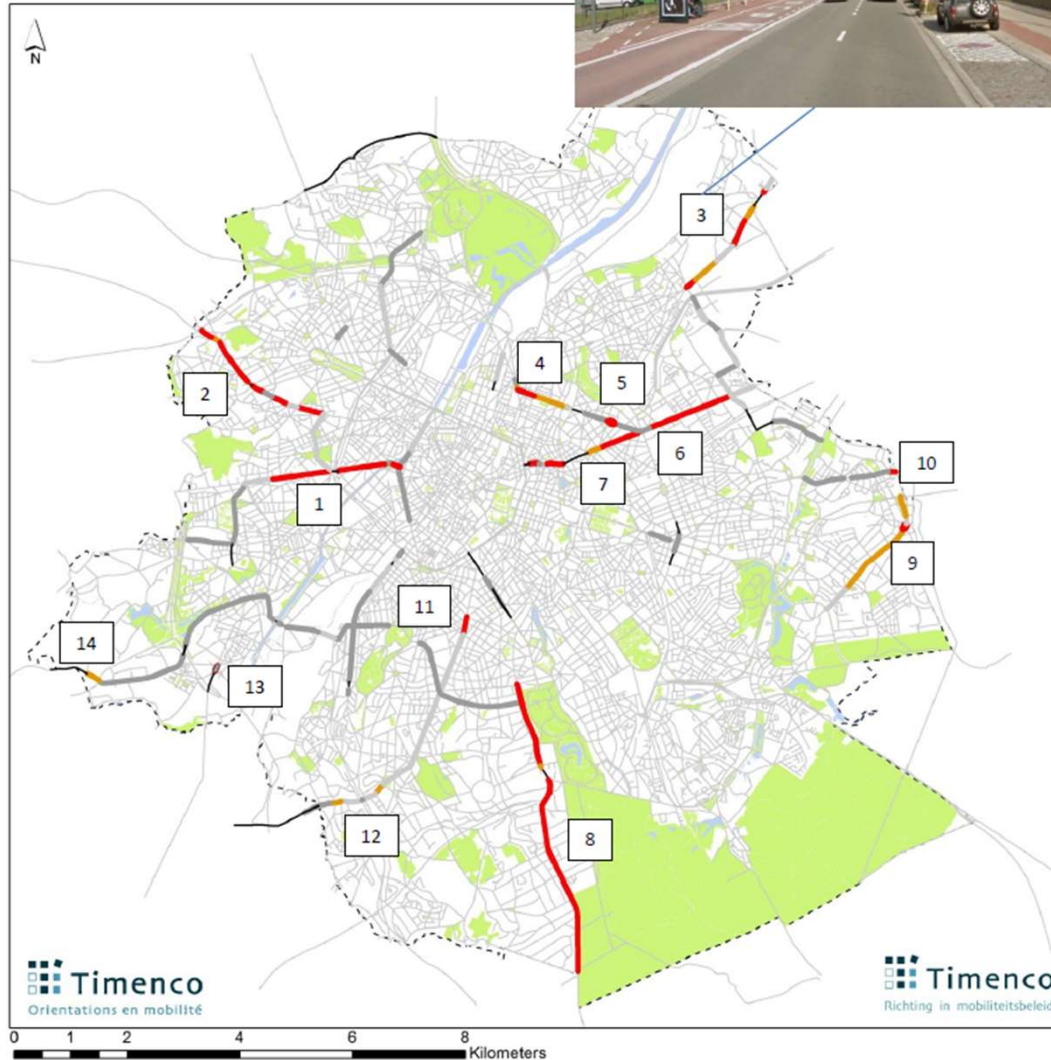 N
3
4
5
2
6
10
7
1
9
11
14
13
12
8
Timenco
Orientations en mobilité
Timenco
Richting in mobiliteitsbeleid
0 1 2 4 6 8
Kilometers